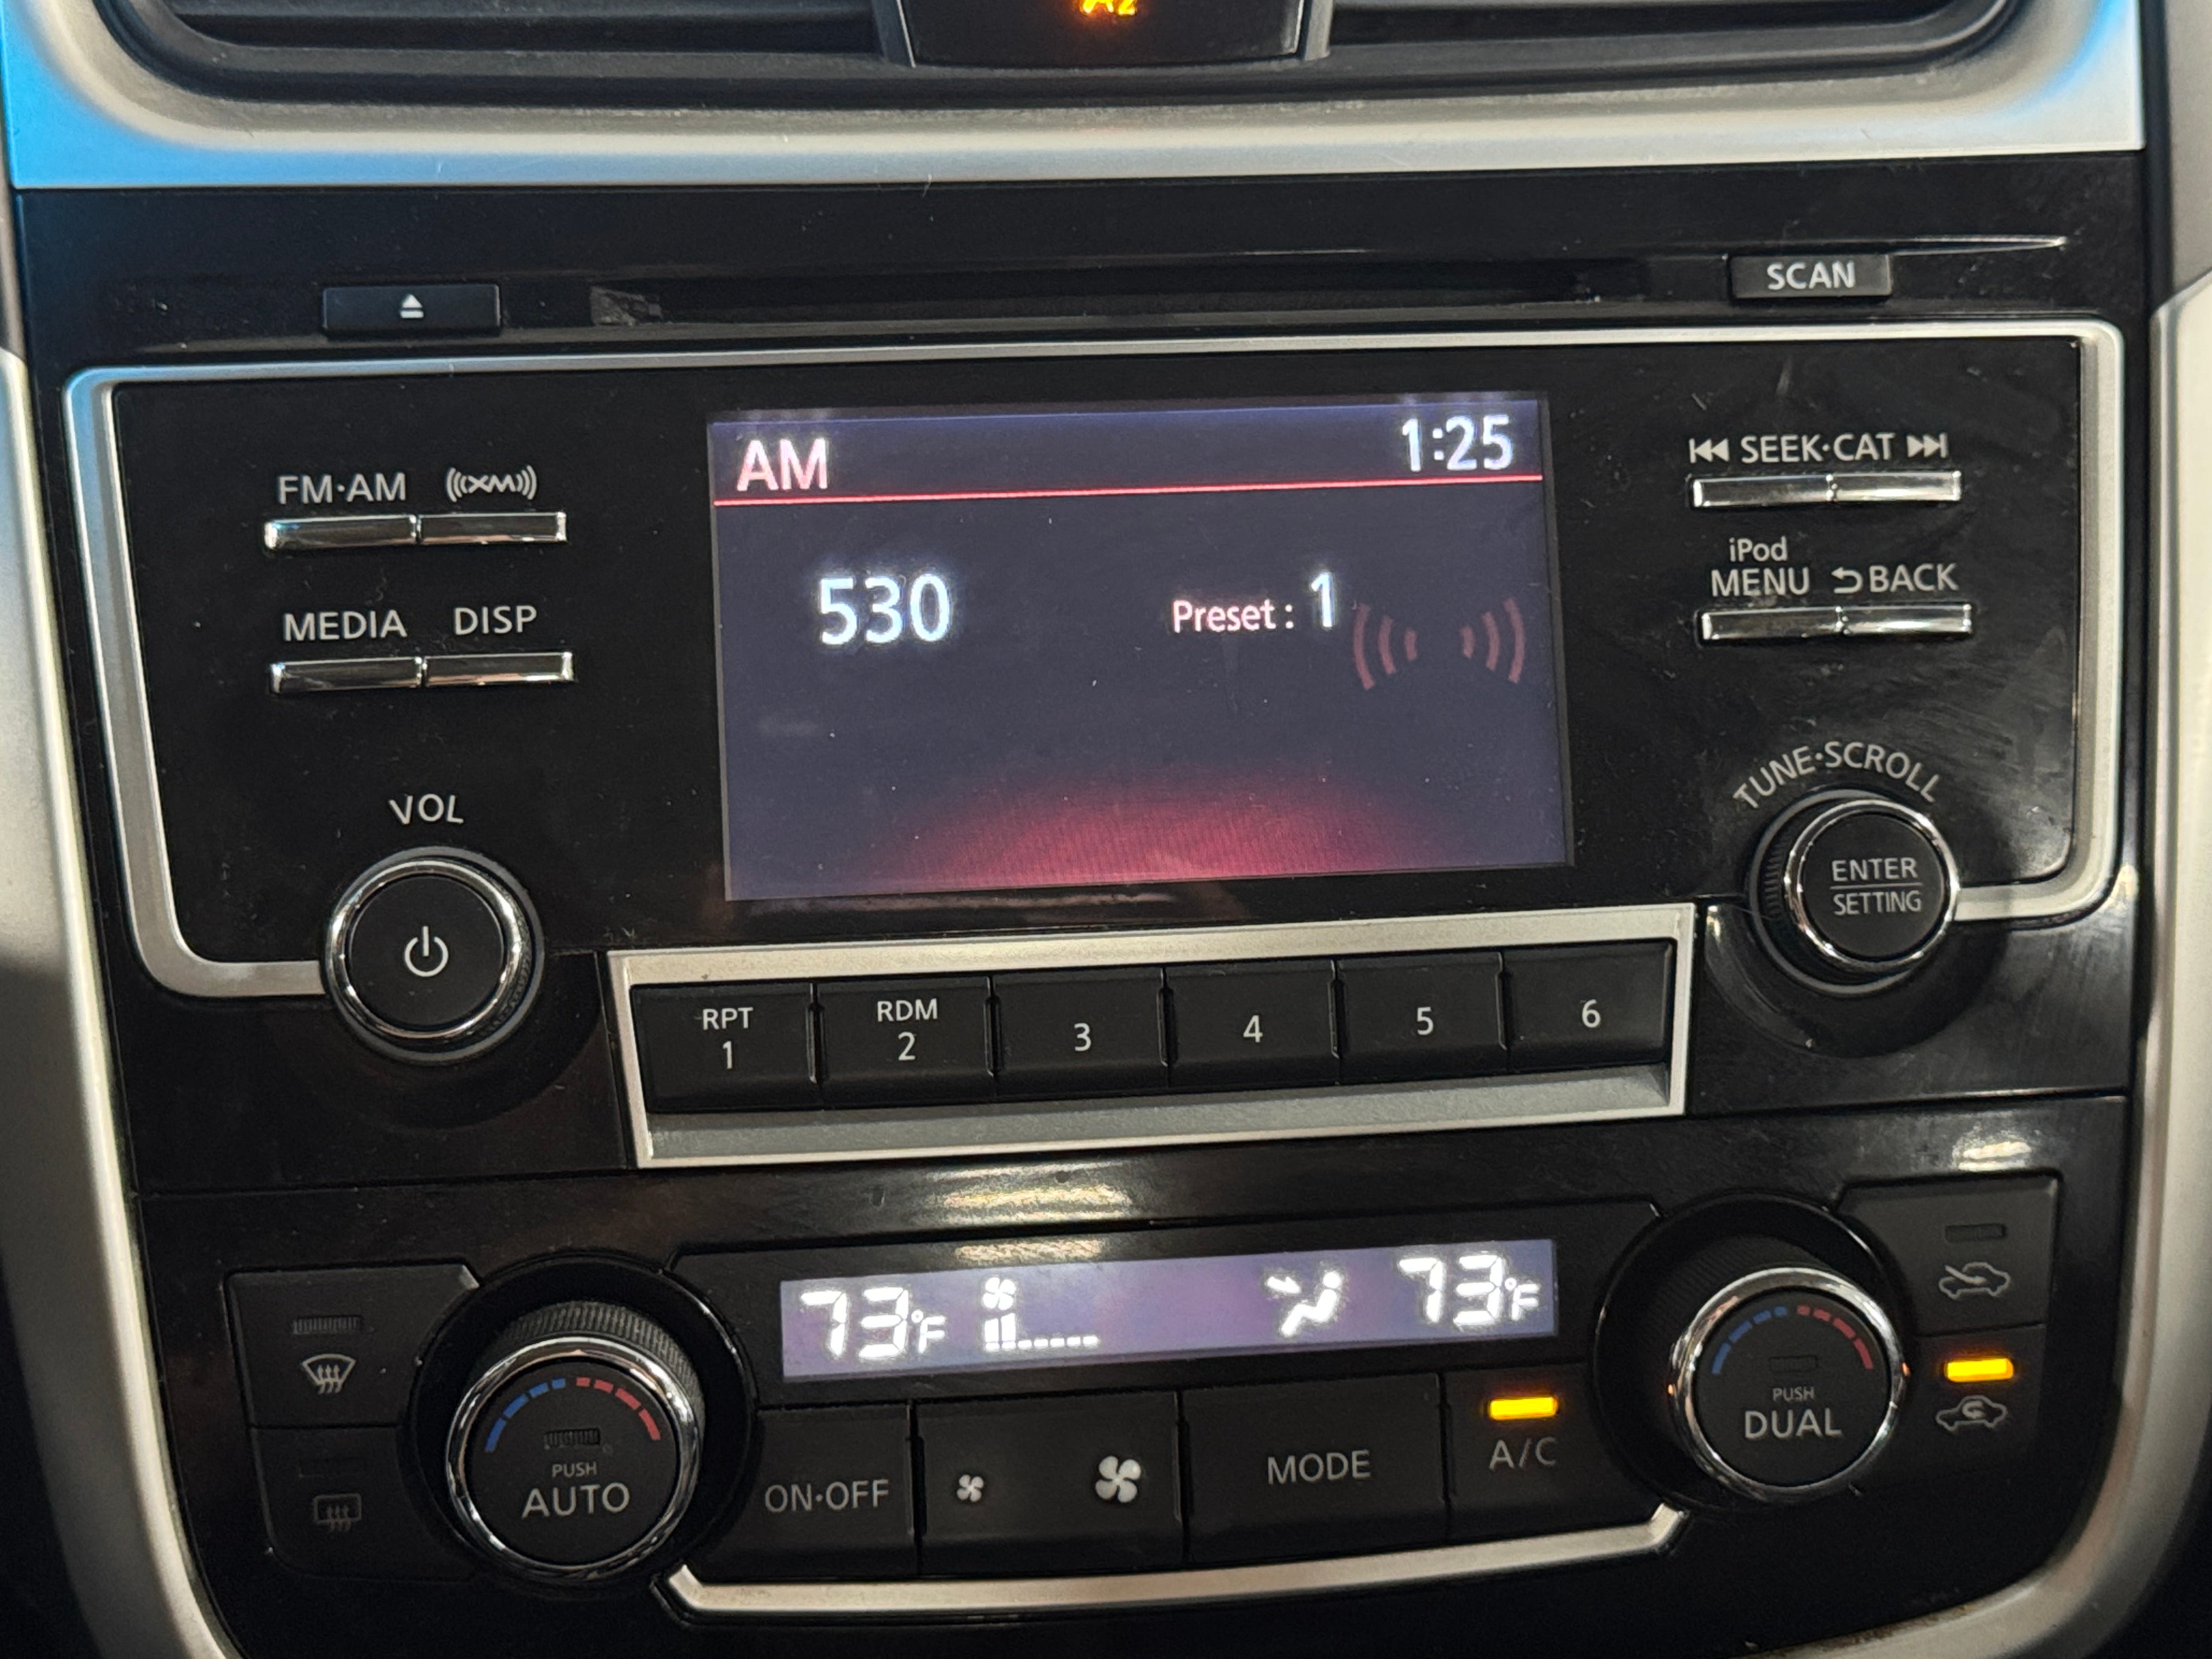 SCAN
FM·AM XM
AM 1:25
SEEK·CAT
iPod
MENU BACK
530 Preset : 1
MEDIA DISP
VOL
TUNE·SCROLL
ENTER
SETTING
RPT
1
RDM
2
3
4
5
6
73°F 73°F
PUSH
AUTO
ON·OFF
MODE
A/C
PUSH
DUAL